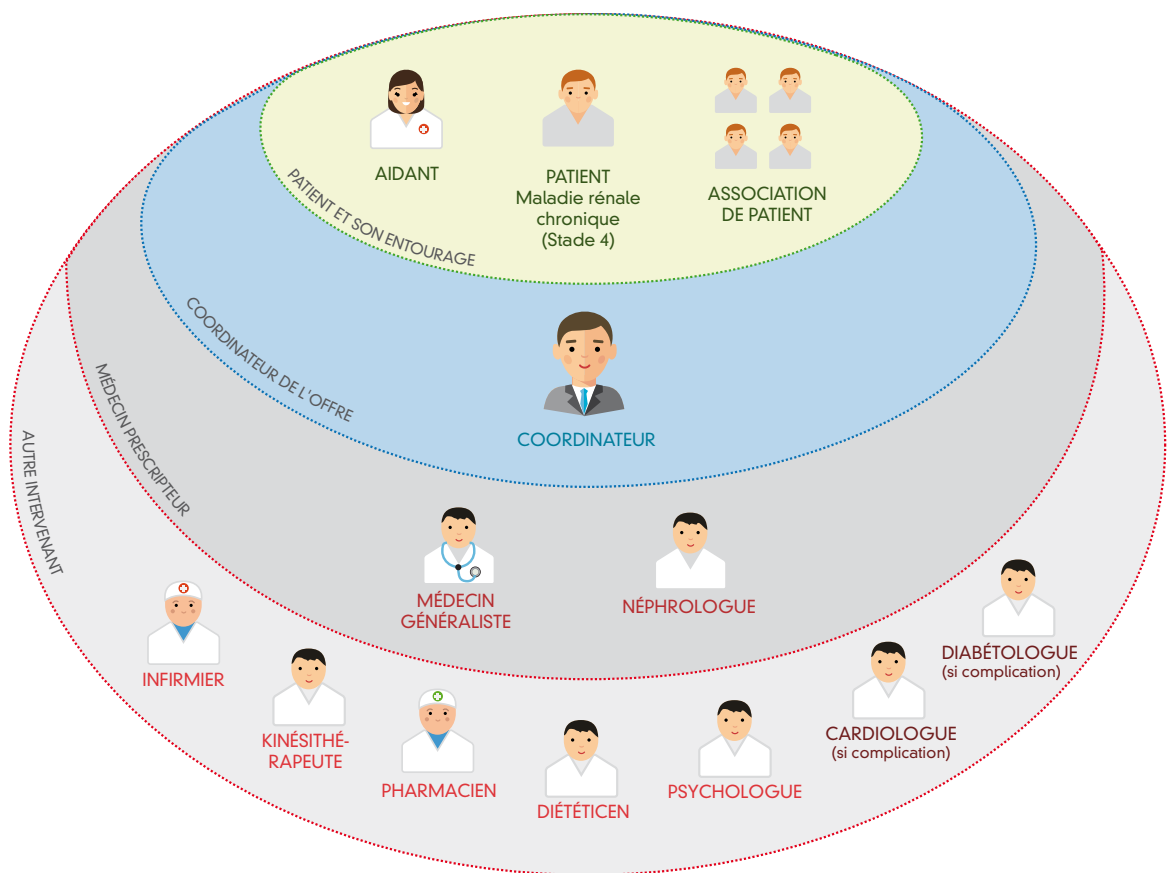 AIDANT
PATIENT
Maladie rénale
chronique
(Stade 4)
ASSOCIATION
DE PATIENT
PATIENT ET SON ENTOURAGE
COORDINATEUR
COORDINATEUR DE L'OFFRE
MÉDECIN
GÉNÉRALISTE
NÉPHROLOGUE
MÉDECIN PRESCRIPTEUR
AUTRE INTERVENANT
INFIRMIER
KINÉSITHÉ-
RAPEUTE
PHARMACIEN
DIÉTÉTICEN
PSYCHOLOGUE
CARDIOLOGUE
(si complication)
DIABÉTOLOGUE
(si complication)